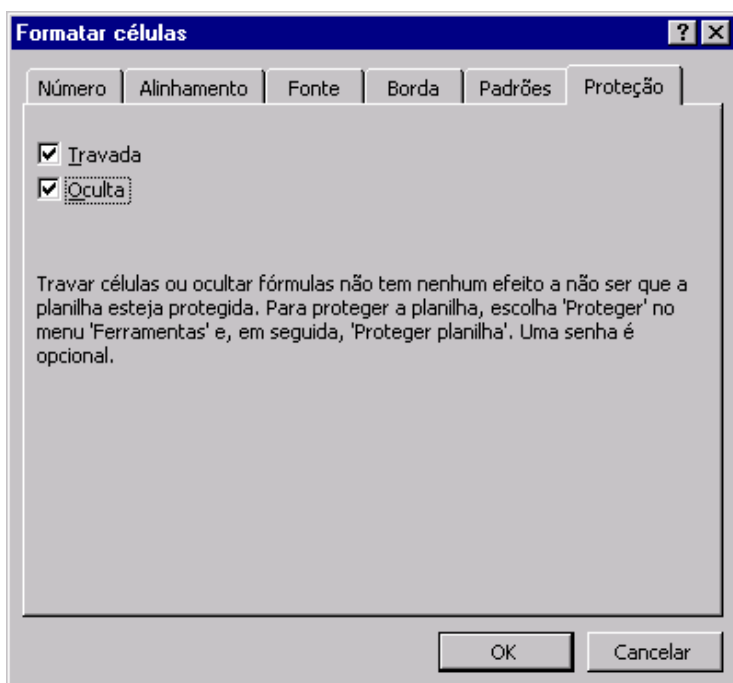 Formatar células
Número Alinhamento Fonte Borda Padrões Proteção
Travada
Oculta
Travar células ou ocultar fórmulas não tem nenhum efeito a não ser que a
planilha esteja protegida. Para proteger a planilha, escolha 'Proteger' no
menu 'Ferramentas' e, em seguida, 'Proteger planilha'. Uma senha é
opcional.
OK Cancelar